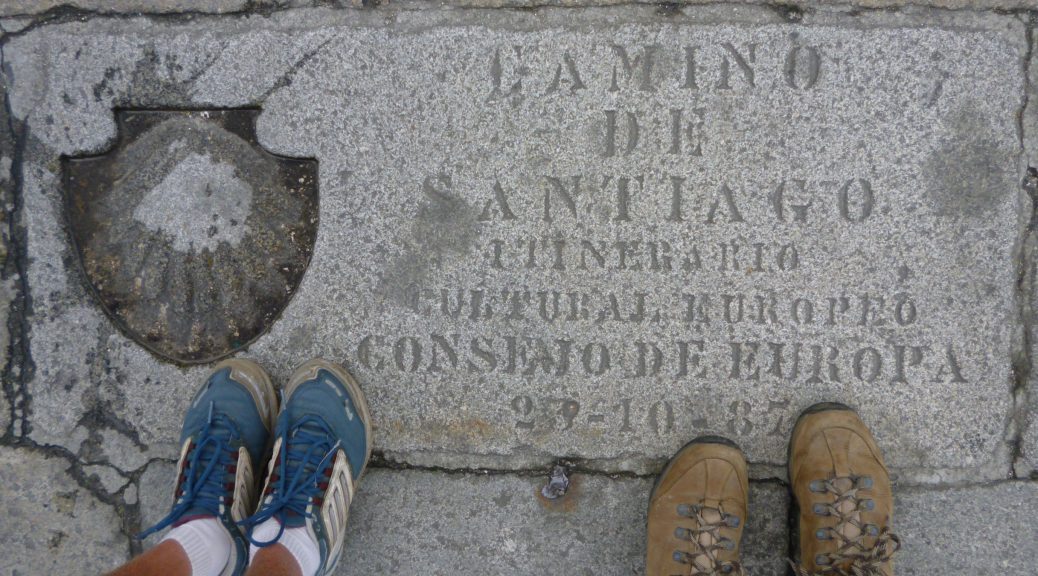 CAMINO
DE
SANTIAGO
ITINERARIO
CULTURAL EUROPEO
CONSEJO DE EUROPA
23-10-87